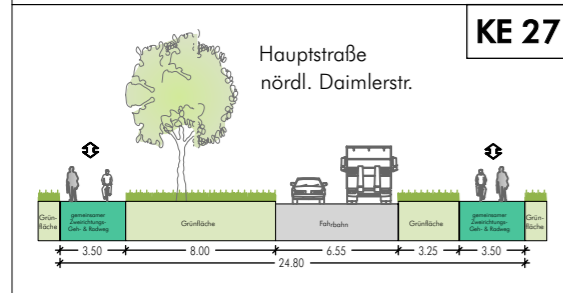 KE 27
Hauptstraße
nördl. Daimlerstr.
Grün-
fläche
gemeinsamer
Zweirichtungs-
Geh- & Radweg
Grünfläche
Fahrbahn
Grünfläche
gemeinsamer
Zweirichtungs-
Geh- & Radweg
Grün-
fläche
3.50 8.00 6.55 3.25 3.50
24.80